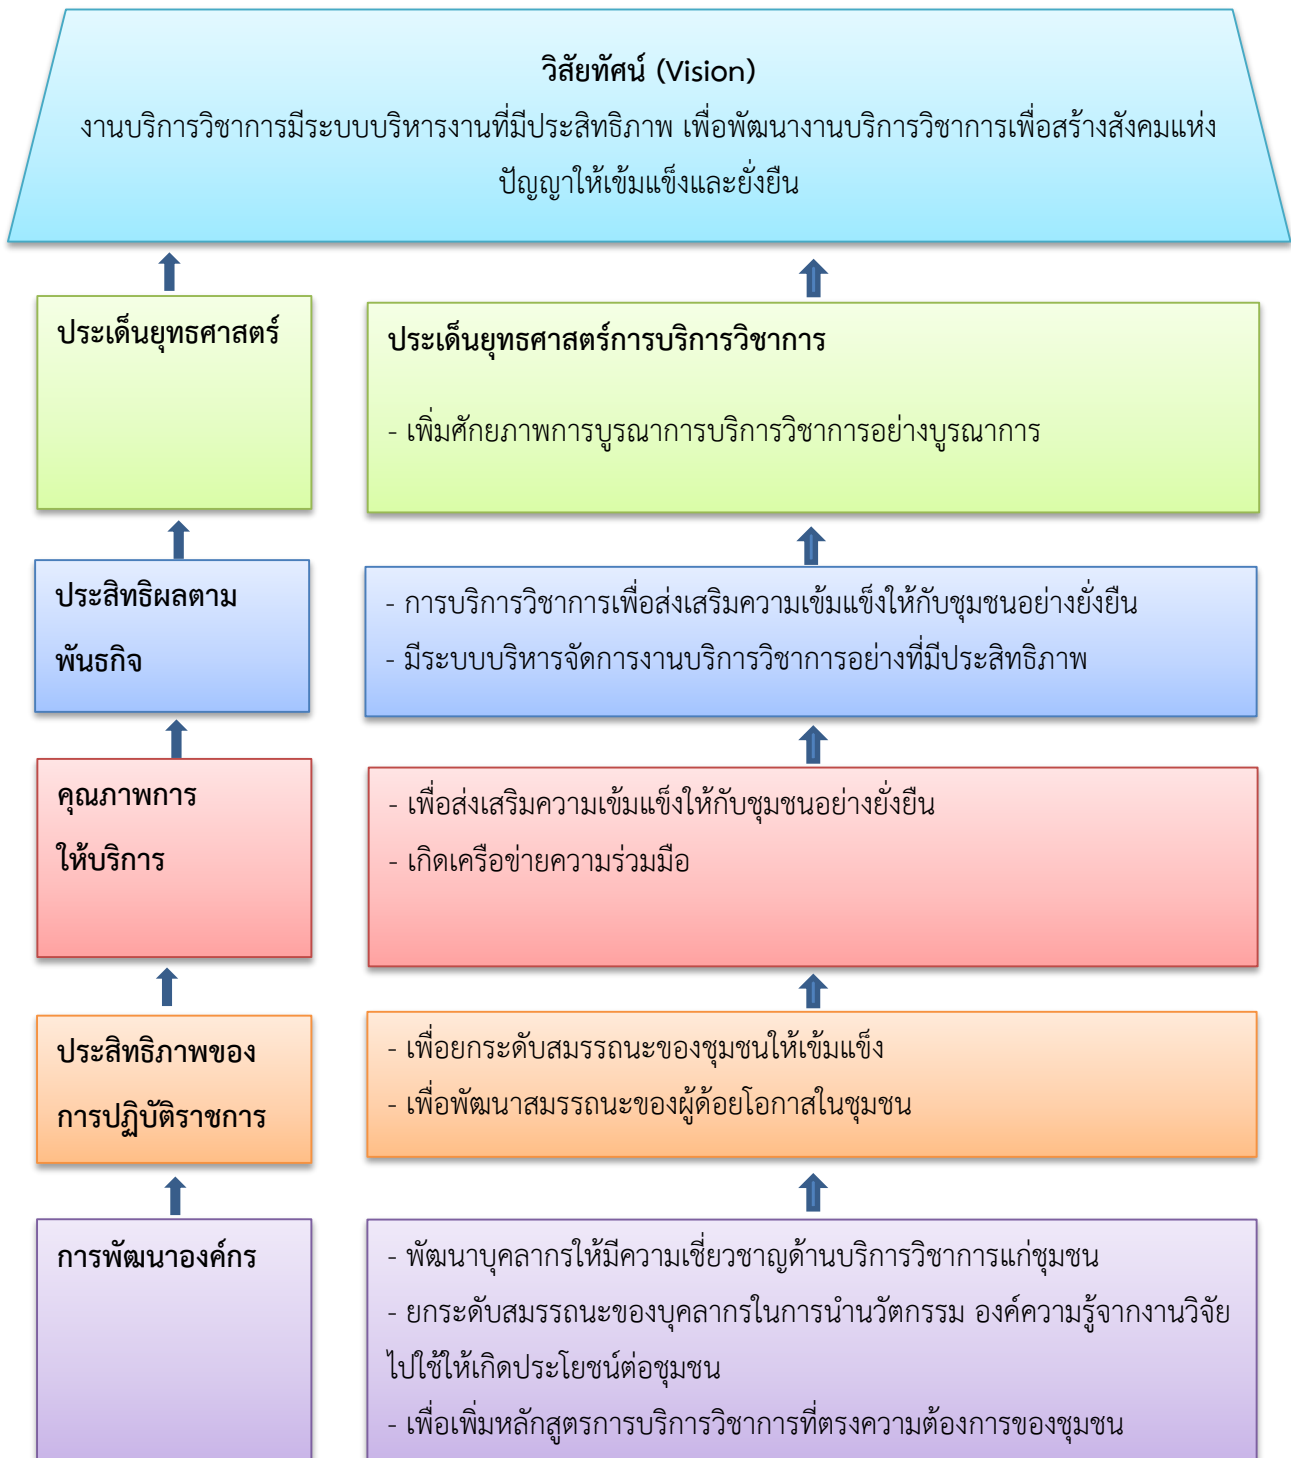 วิสัยทัศน์ (Vision)
งานบริการวิชาการมีระบบบริหารงานที่มีประสิทธิภาพ เพื่อพัฒนางานบริการวิชาการเพื่อสร้างสังคมแห่ง
ปัญญาให้เข้มแข็งและยั่งยืน
ประเด็นยุทธศาสตร์
ประเด็นยุทธศาสตร์การบริการวิชาการ
- เพิ่มศักยภาพการบูรณาการบริการวิชาการอย่างบูรณาการ
ประสิทธิผลตาม
พันธกิจ
- การบริการวิชาการเพื่อส่งเสริมความเข้มแข็งให้กับชุมชนอย่างยั่งยืน
- มีระบบบริหารจัดการงานบริการวิชาการอย่างที่มีประสิทธิภาพ
คุณภาพการ
ให้บริการ
- เพื่อส่งเสริมความเข้มแข็งให้กับชุมชนอย่างยั่งยืน
- เกิดเครือข่ายความร่วมมือ
ประสิทธิภาพของ
การปฏิบัติราชการ
- เพื่อยกระดับสมรรถนะของชุมชนให้เข้มแข็ง
- เพื่อพัฒนาสมรรถนะของผู้ด้อยโอกาสในชุมชน
การพัฒนาองค์กร
- พัฒนาบุคลากรให้มีความเชี่ยวชาญด้านบริการวิชาการแก่ชุมชน
- ยกระดับสมรรถนะของบุคลากรในการนำนวัตกรรม องค์ความรู้จากงานวิจัย
ไปใช้ให้เกิดประโยชน์ต่อชุมชน
- เพื่อเพิ่มหลักสูตรการบริการวิชาการที่ตรงความต้องการของชุมชน